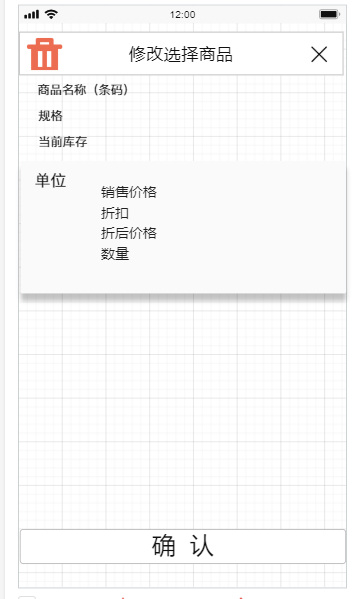 12:00
修改选择商品
商品名称（条码）
规格
当前库存
单位
销售价格
折扣
折后价格
数量
确 认